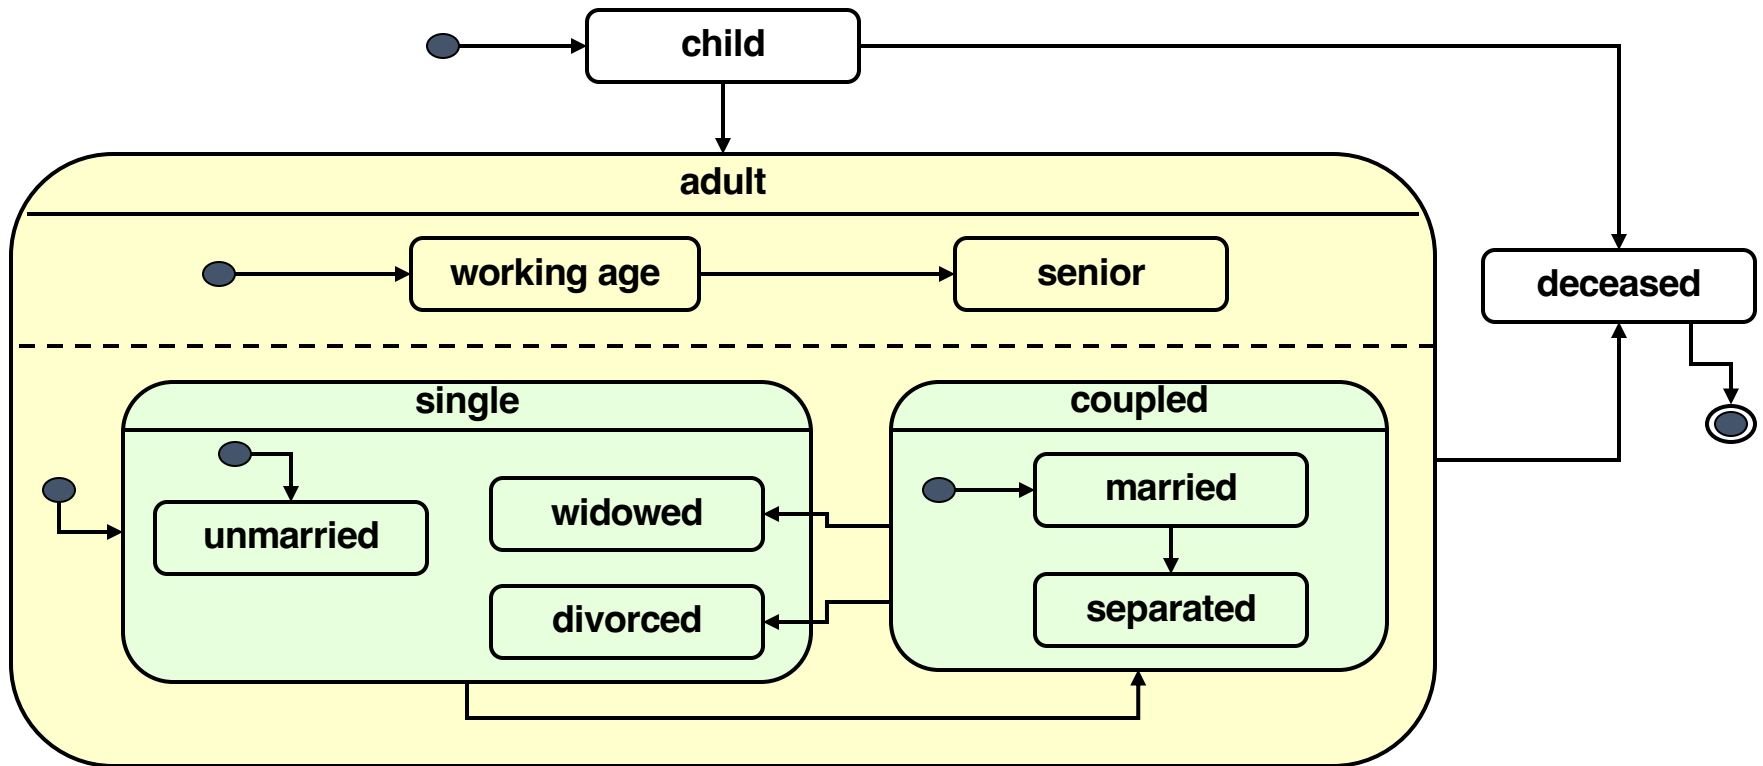 child
adult
working age
senior
deceased
single
coupled
unmarried
widowed
married
divorced
separated